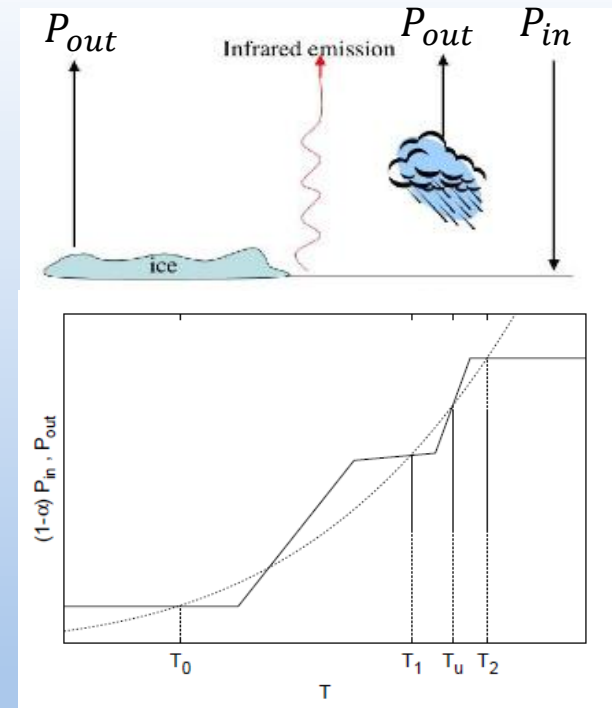 P_out Infrared emission P_out P_in
ice
(1-α) P_in , P_out
T_0 T_1 T_u T_2
T